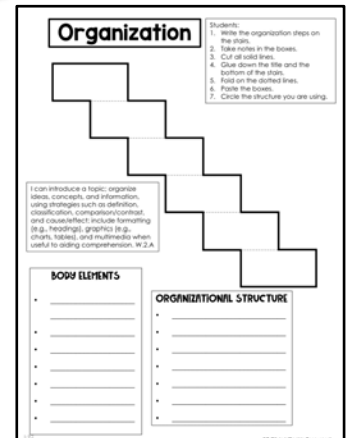 Organization
Students:
1. Write the organization steps on
the stairs.
2. Take notes in the boxes.
3. Cut all solid lines.
4. Glue down the title and the
bottom of the stairs.
5. Fold on the dotted lines.
6. Paste the boxes.
7. Circle the structure you are using.
I can introduce a topic; organize
ideas, concepts, and information,
using strategies such as definition,
classification, comparison/contrast,
and cause/effect; include formatting
(e.g., headings), graphics (e.g.,
charts, tables), and multimedia when
useful to aiding comprehension. W.2.A
BODY ELEMENTS
ORGANIZATIONAL STRUCTURE